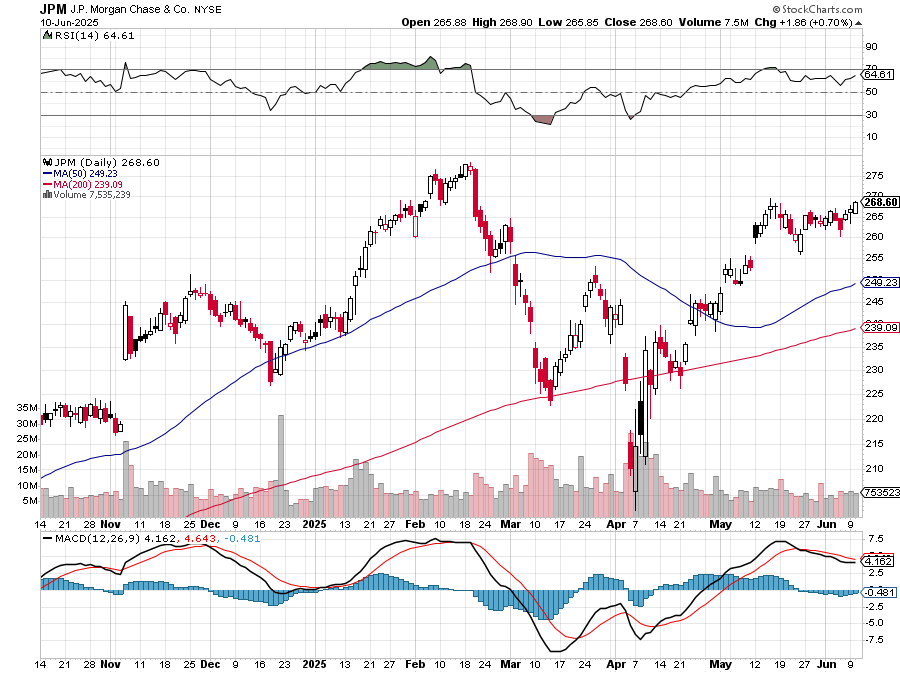 JPM J.P. Morgan Chase & Co. NYSE
© StockCharts.com
10-Jun-2025
Open 265.88 High 268.90 Low 265.85 Close 268.60 Volume 7.5M Chg +1.86 (+0.70%)
RSI(14) 64.61
90
70
64.61
50
30
10
JPM (Daily) 268.60
MA(50) 249.23
MA(200) 239.09
Volume 7,535,239
275
270
268.60
265
260
255
249.23
245
239.09
235
230
225
220
215
210
753523
35M
30M
25M
20M
15M
10M
5M
14 21 28 Nov 11 18 25 Dec 9 16 23 2025 13 21 27 Feb 10 18 24 Mar 10 17 24 Apr 7 14 21 May 12 19 27 Jun 9
MACD(12,26,9) 4.162, 4.643, -0.481
7.5
4.162
2.5
-0.481
-2.5
-5.0
-7.5
14 21 28 Nov 11 18 25 Dec 9 16 23 2025 13 21 27 Feb 10 18 24 Mar 10 17 24 Apr 7 14 21 May 12 19 27 Jun 9